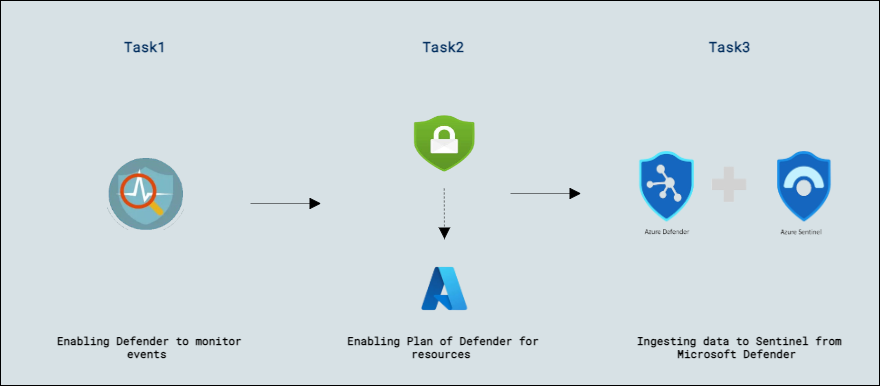 Task1
Task2
Task3
Azure Defender
Azure Sentinel
Enabling Defender to monitor
events
Enabling Plan of Defender for
resources
Ingesting data to Sentinel from
Microsoft Defender